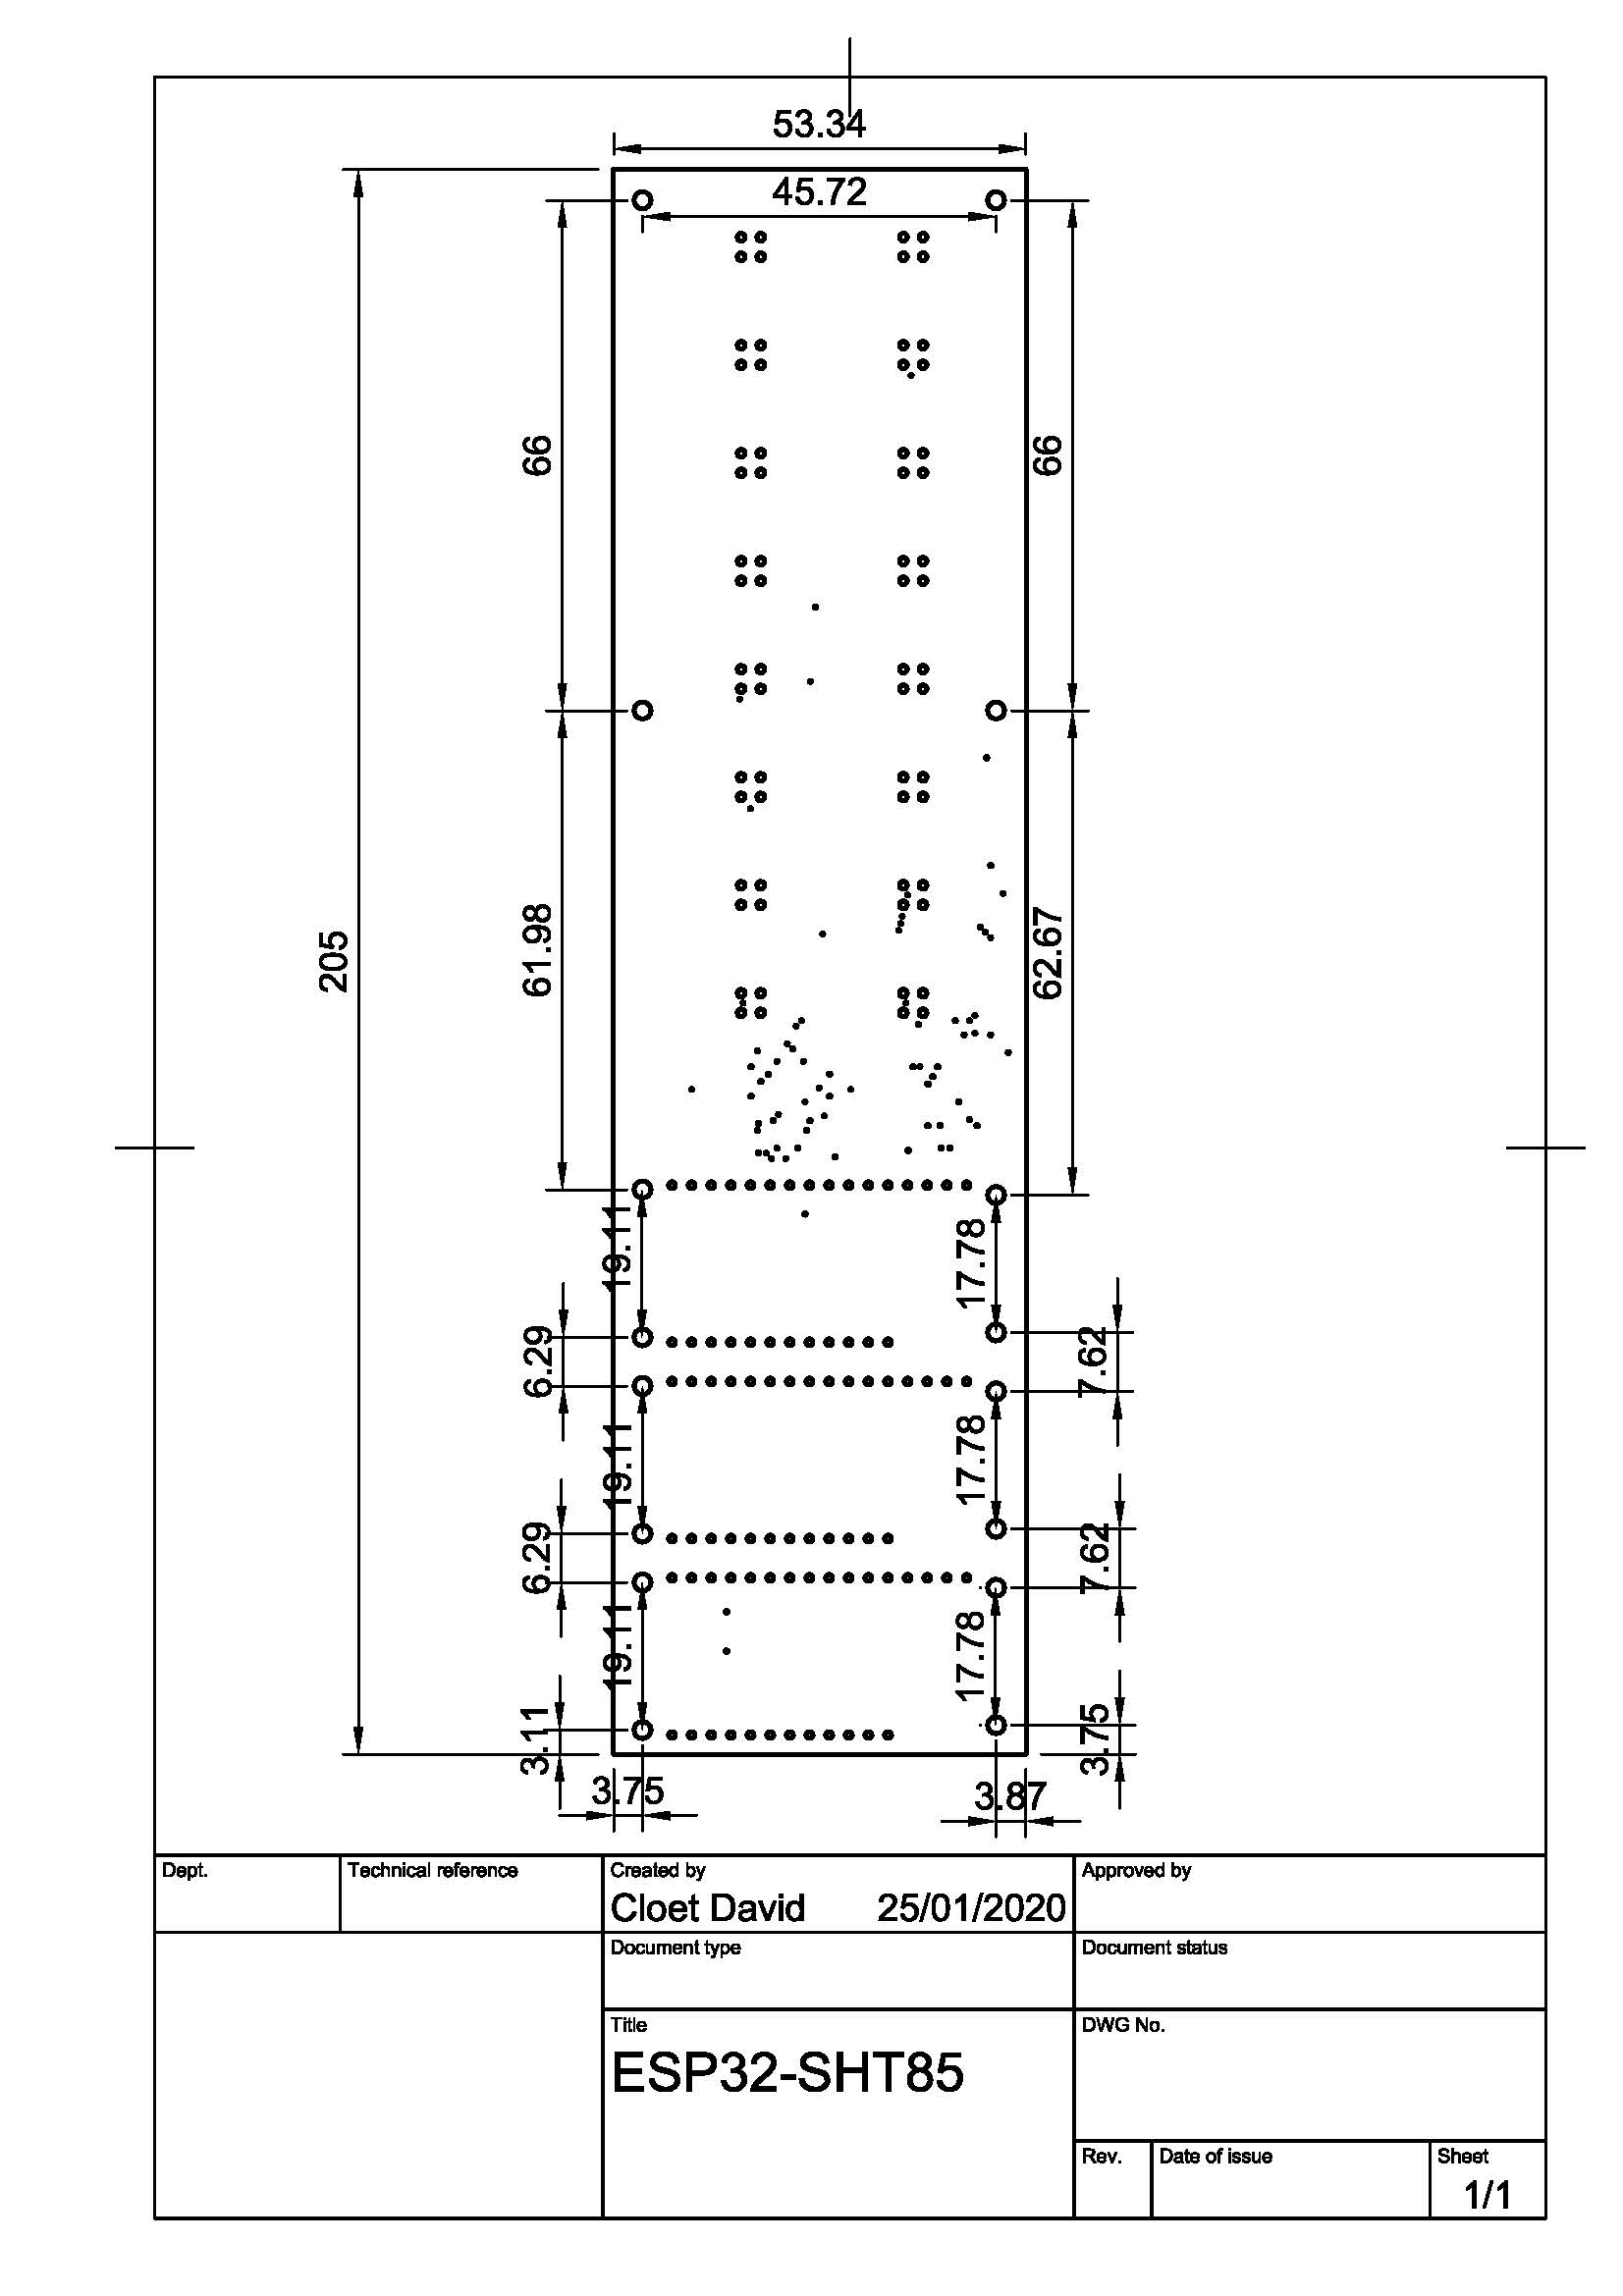 53.34
45.72
66
66
205
61.98
62.67
19.11
17.78
6.29
7.62
19.11
17.78
6.29
7.62
19.11
17.78
3.11
3.75
3.75
3.87
Dept.
Technical reference
Created by
Approved by
Cloet David 25/01/2020
Document type
Document status
Title
DWG No.
ESP32-SHT85
Rev.
Date of issue
Sheet
1/1